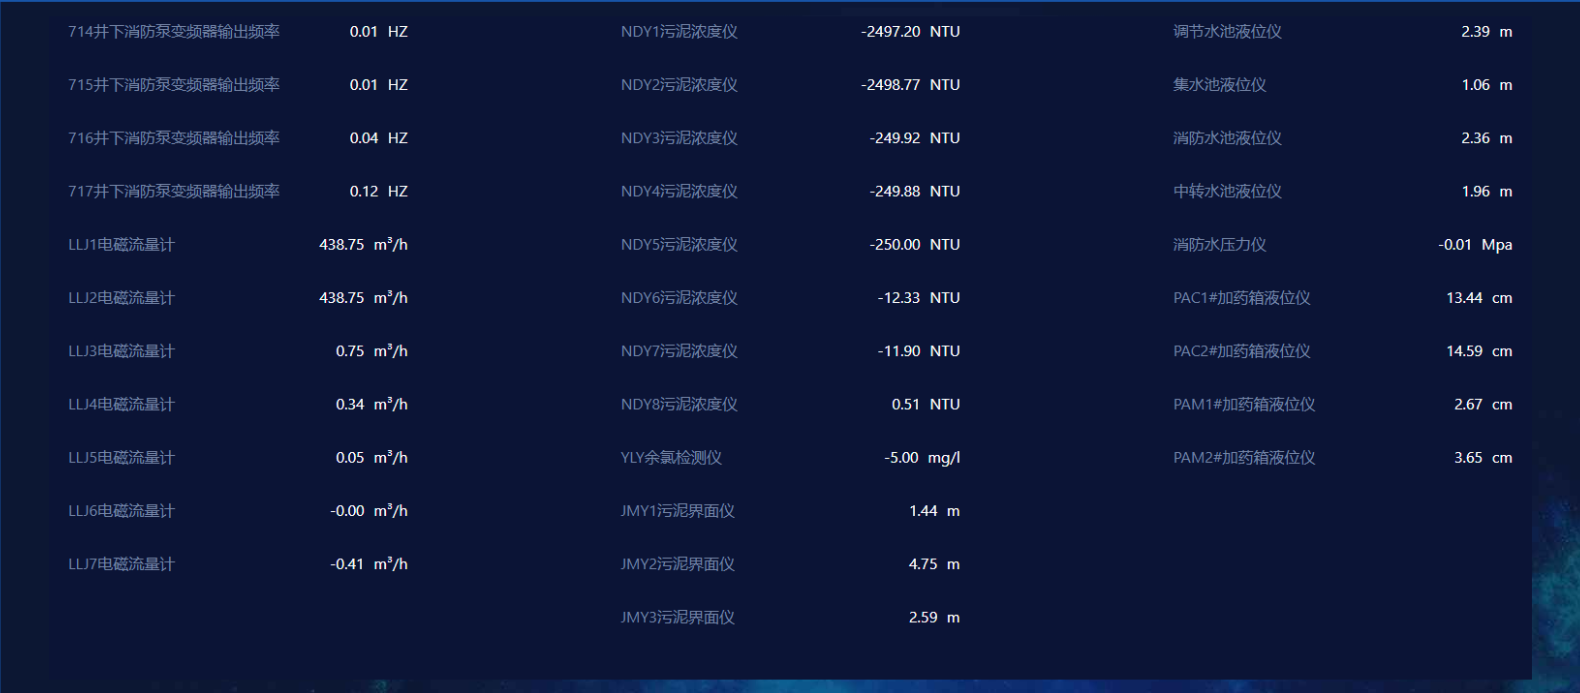 714井下消防泵变频器输出频率 0.01 HZ
715井下消防泵变频器输出频率 0.01 HZ
716井下消防泵变频器输出频率 0.04 HZ
717井下消防泵变频器输出频率 0.12 HZ
LLJ1电磁流量计 438.75 m³/h
LLJ2电磁流量计 438.75 m³/h
LLJ3电磁流量计 0.75 m³/h
LLJ4电磁流量计 0.34 m³/h
LLJ5电磁流量计 0.05 m³/h
LLJ6电磁流量计 -0.00 m³/h
LLJ7电磁流量计 -0.41 m³/h
NDY1污泥浓度仪 -2497.20 NTU
NDY2污泥浓度仪 -2498.77 NTU
NDY3污泥浓度仪 -249.92 NTU
NDY4污泥浓度仪 -249.88 NTU
NDY5污泥浓度仪 -250.00 NTU
NDY6污泥浓度仪 -12.33 NTU
NDY7污泥浓度仪 -11.90 NTU
NDY8污泥浓度仪 0.51 NTU
YLY余氯检测仪 -5.00 mg/l
JMY1污泥界面仪 1.44 m
JMY2污泥界面仪 4.75 m
JMY3污泥界面仪 2.59 m
调节水池液位仪 2.39 m
集水池液位仪 1.06 m
消防水池液位仪 2.36 m
中转水池液位仪 1.96 m
消防水压力仪 -0.01 Mpa
PAC1#加药箱液位仪 13.44 cm
PAC2#加药箱液位仪 14.59 cm
PAM1#加药箱液位仪 2.67 cm
PAM2#加药箱液位仪 3.65 cm